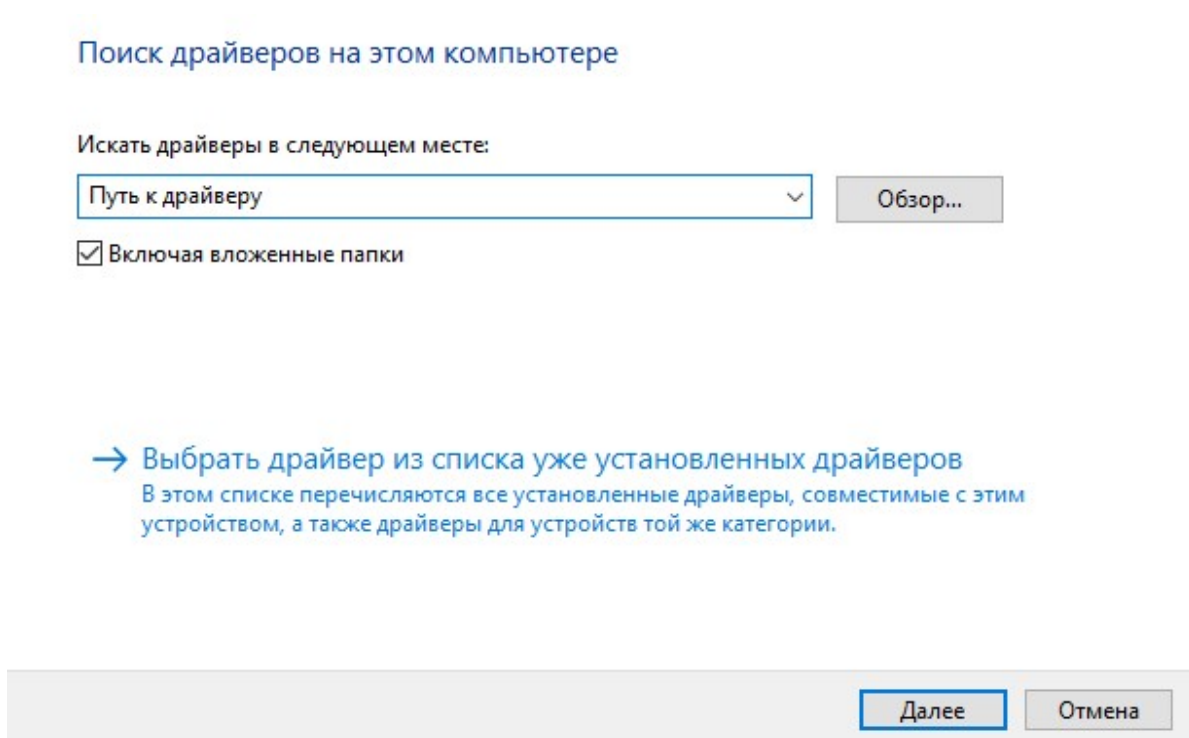 Поиск драйверов на этом компьютере
Искать драйверы в следующем месте:
Путь к драйверу
Обзор...
Включая вложенные папки
Выбрать драйвер из списка уже установленных драйверов
В этом списке перечисляются все установленные драйверы, совместимые с этим
устройством, а также драйверы для устройств той же категории.
Далее
Отмена